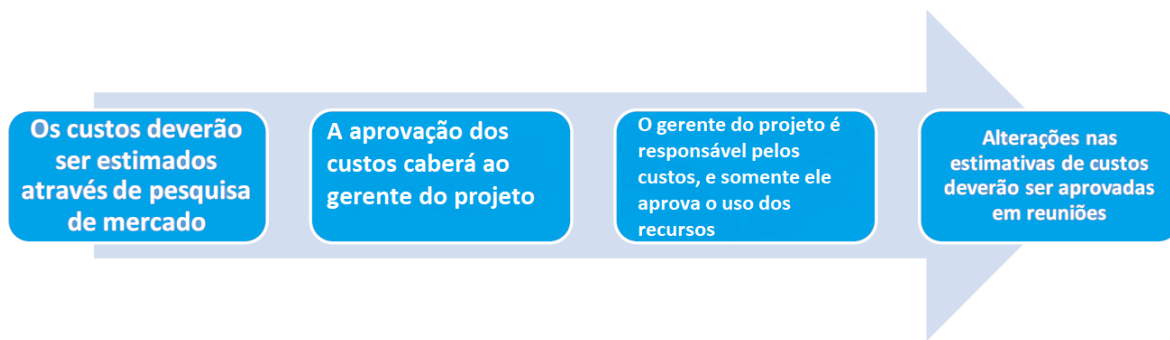 Os custos deverão
ser estimados
através de pesquisa
de mercado
A aprovação dos
custos caberá ao
gerente do projeto
O gerente do projeto é
responsável pelos
custos, e somente ele
aprova o uso dos
recursos
Alterações nas
estimativas de custos
deverão ser aprovadas
em reuniões